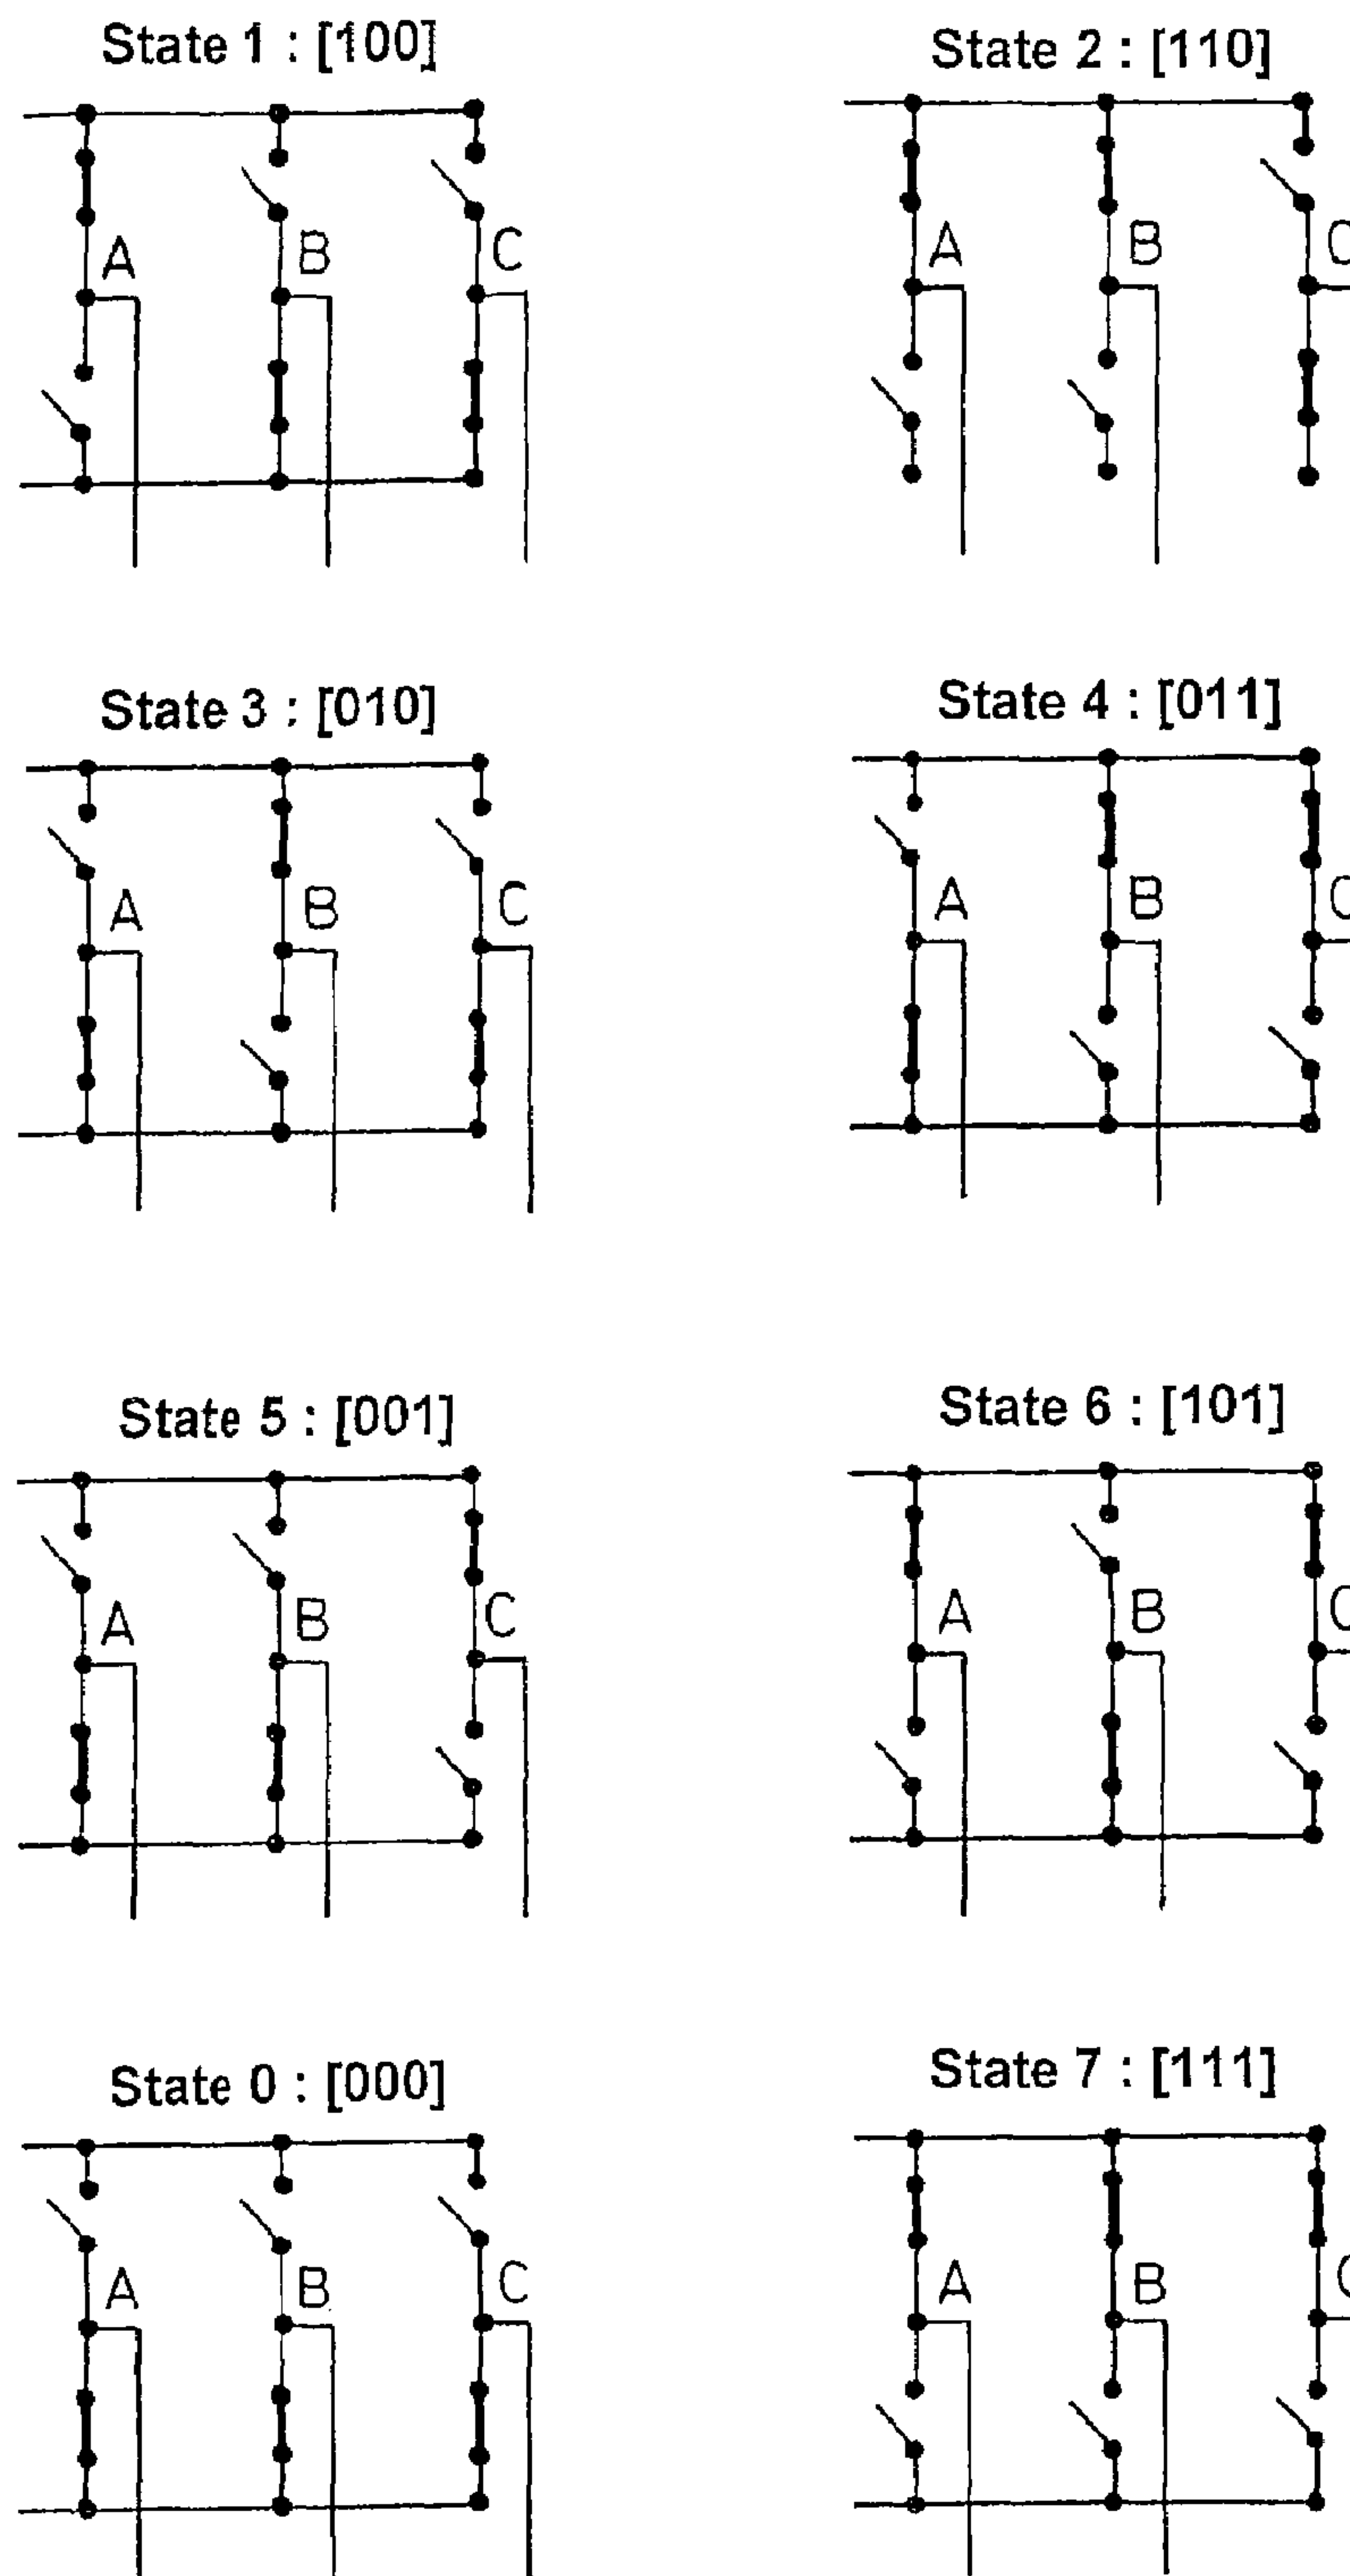 State 1 : [100]
State 2 : [110]
A B C
A B C
State 3 : [010]
State 4 : [011]
A B C
A B C
State 5 : [001]
State 6 : [101]
A B C
A B C
State 0 : [000]
State 7 : [111]
A B C
A B C